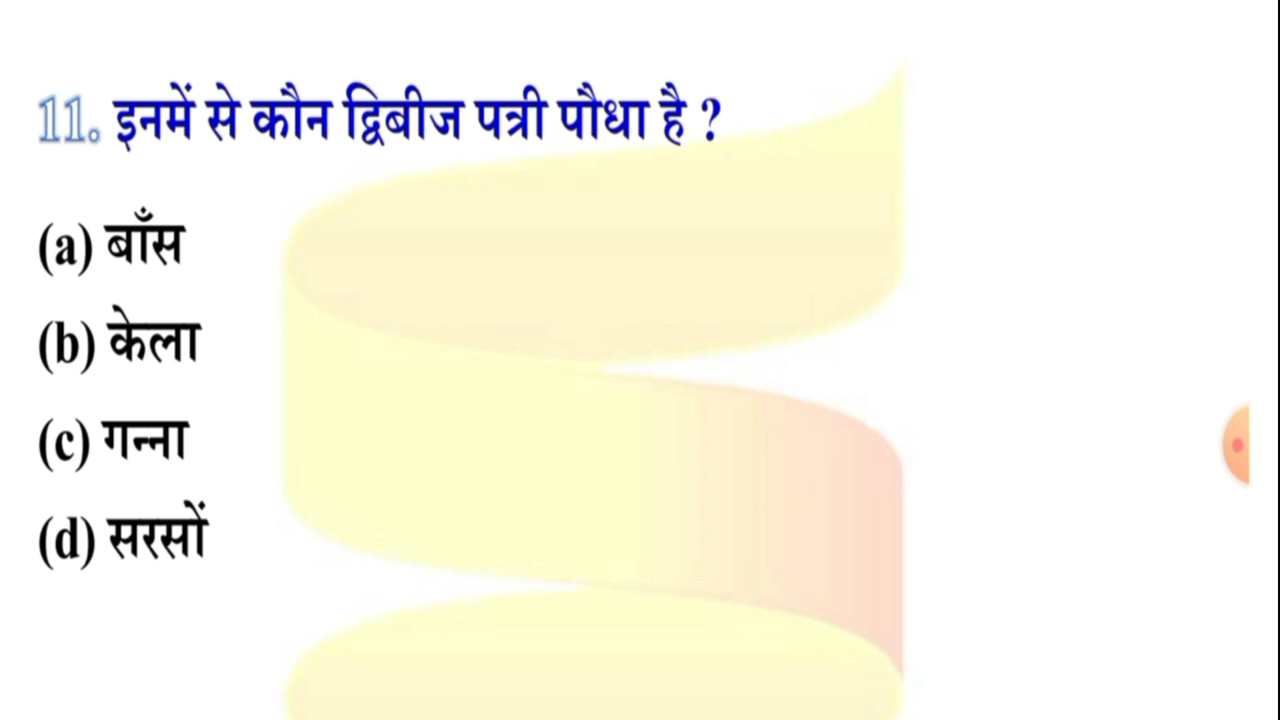 11. इनमें से कौन द्विबीज पत्री पौधा है ?
(a) बाँस
(b) केला
(c) गन्ना
(d) सरसों